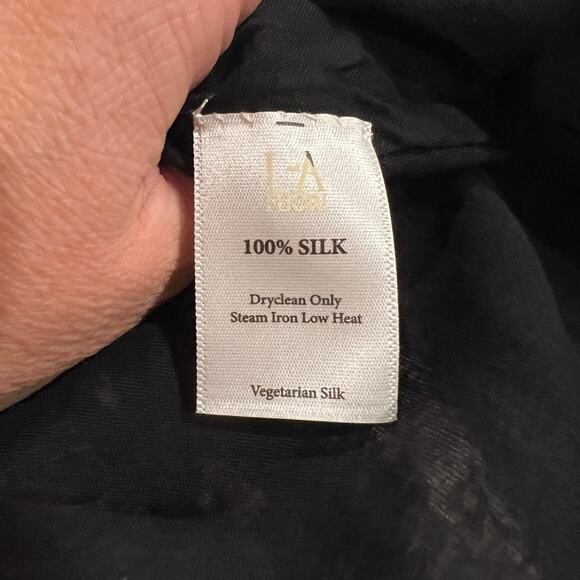 100% SILK
Dryclean Only
Steam Iron Low Heat
Vegetarian Silk